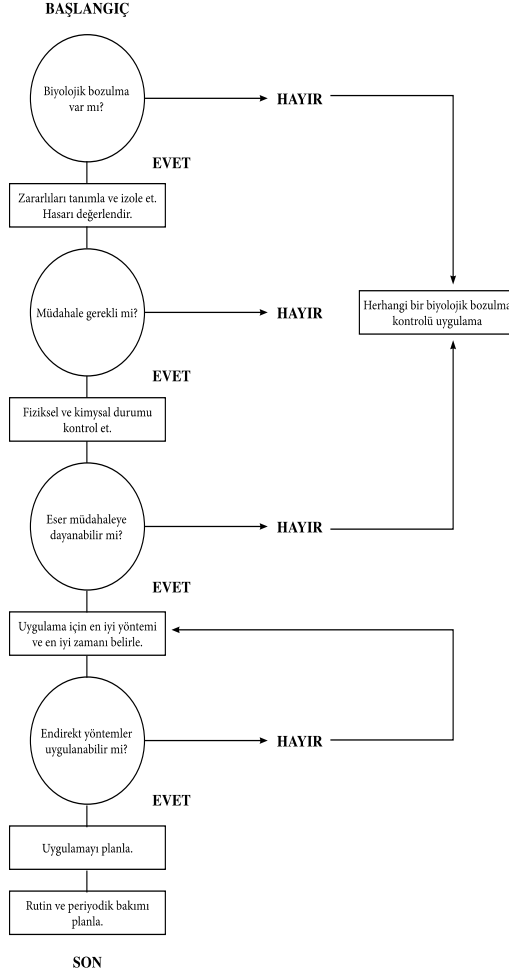 BAŞLANGIÇ
Biyolojik bozulma
var mı?
HAYIR
EVET
Zararlıları tanımla ve izole et.
Hasarı değerlendir.
Müdahale gerekli mi?
HAYIR
Herhangi bir biyolojik bozulma
kontrolü uygulama
EVET
Fiziksel ve kimysal durumu
kontrol et.
Eser müdahaleye
dayanabilir mi?
HAYIR
EVET
Uygulama için en iyi yöntemi
ve en iyi zamanı belirle.
Endirekt yöntemler
uygulanabilir mi?
HAYIR
EVET
Uygulamayı planla.
Rutin ve periyodik bakımı
planla.
SON